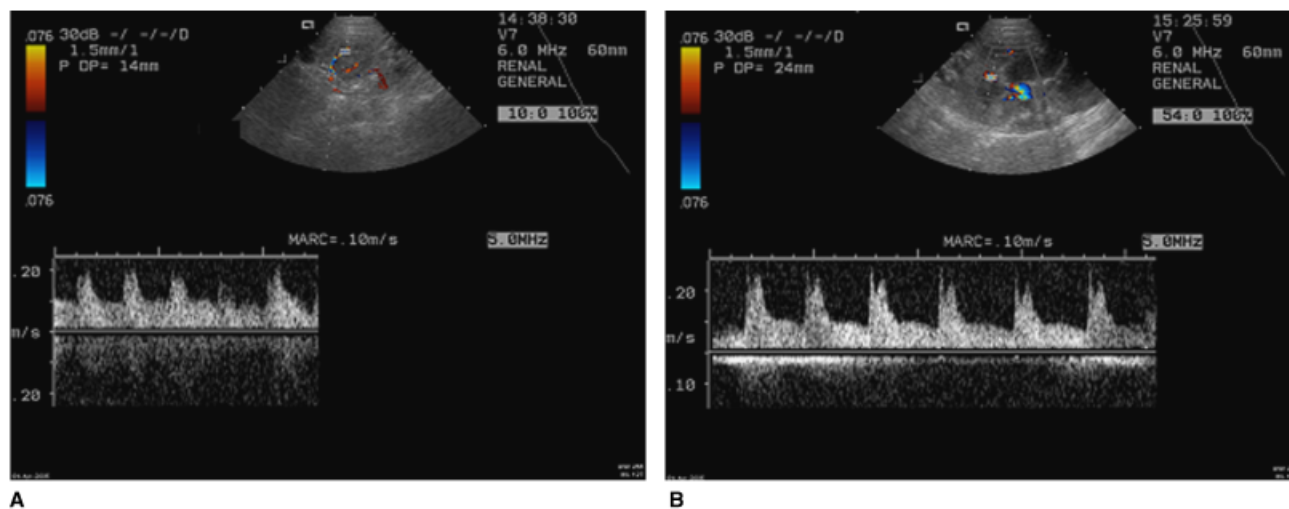 .076 30dB -/ -/-/D
1.5mm/1
P DP= 14mm
.076
14:38:30
V7
6.0 MHz 60mm
RENAL
GENERAL
10:0 100%
MARC=.10m/s
5.0MHz
.20
m/s
.20
A
.076 30dB -/ -/-/D
1.5mm/1
P DP= 24mm
.076
15:25:59
V7
6.0 MHz 60mm
RENAL
GENERAL
54:0 100%
MARC=.10m/s
5.0MHz
.20
m/s
.10
B